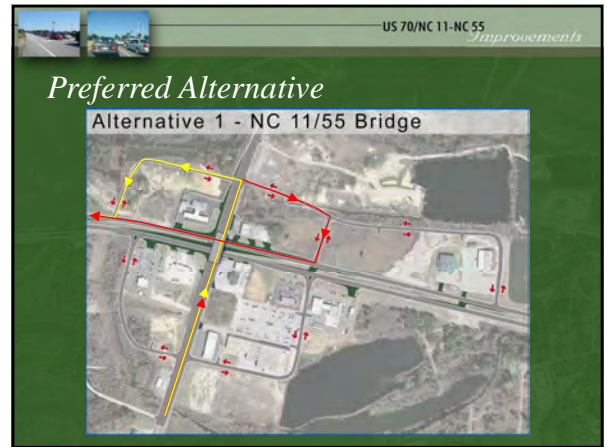 US 70/NC 11-NC 55
Improvements
Preferred Alternative
Alternative 1 - NC 11/55 Bridge